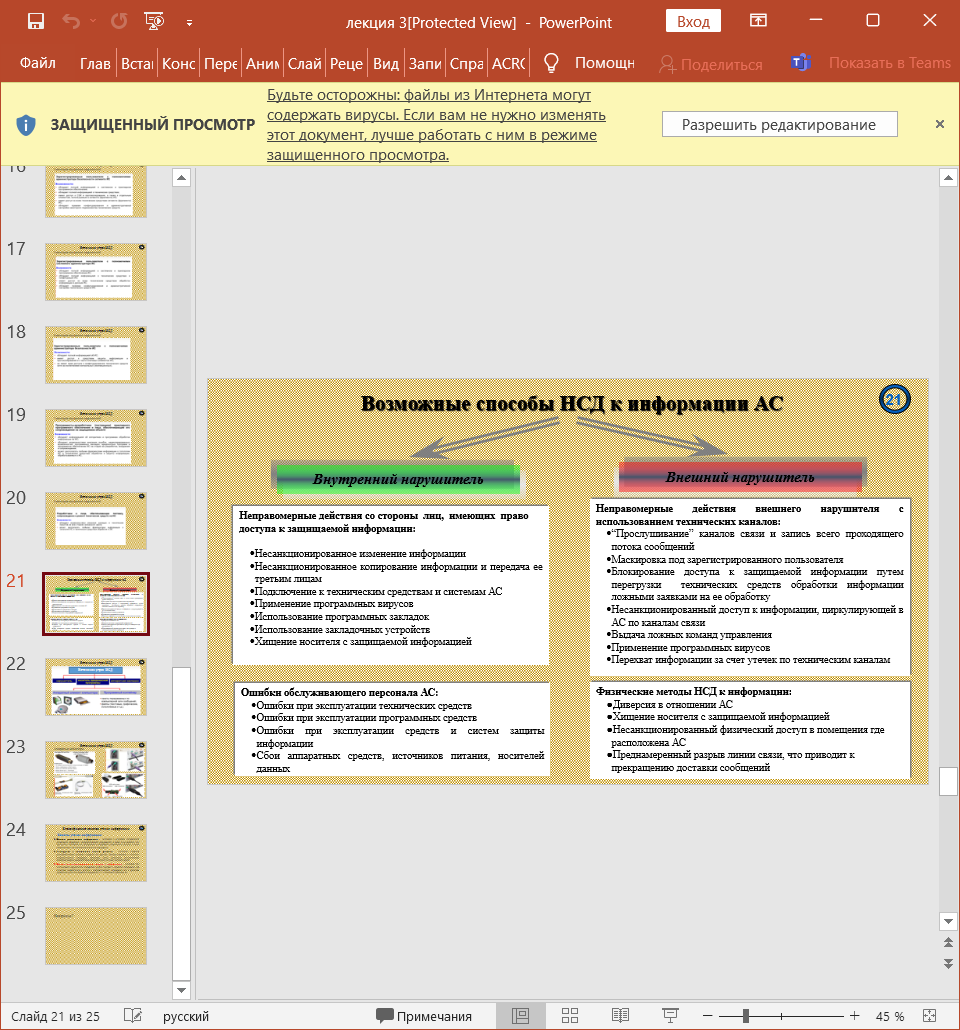 лекция 3[Protected View] - PowerPoint
Вход
Файл
Глав
Встав
Конс
Пере
Аним
Слай
Реце
Вид
Запи
Спра
ACRO
Помощн
Поделиться
Показать в Teams
ЗАЩИЩЕННЫЙ ПРОСМОТР
Будьте осторожны: файлы из Интернета могут
содержать вирусы. Если вам не нужно изменять
этот документ, лучше работать с ним в режиме
защищенного просмотра.
Разрешить редактирование
16
17
18
19
20
21
22
23
24
25
Возможные способы НСД к информации АС
21
Внутренний нарушитель
Неправомерные действия со стороны лиц, имеющих право
доступа к защищаемой информации:
•Несанкционированное изменение информации
•Несанкционированное копирование информации и передача ее
третьим лицам
•Подключение к техническим средствам и системам АС
•Применение программных вирусов
•Использование программных закладок
•Использование закладочных устройств
•Хищение носителя с защищаемой информацией
Ошибки обслуживающего персонала АС:
•Ошибки при эксплуатации технических средств
•Ошибки при эксплуатации программных средств
•Ошибки при эксплуатации средств и систем защиты
информации
•Сбои аппаратных средств, источников питания, носителей
данных
Внешний нарушитель
Неправомерные действия внешнего нарушителя с
использованием технических каналов:
•“Прослушивание” каналов связи и запись всего проходящего
потока сообщений
•Маскировка под зарегистрированного пользователя
•Блокирование доступа к защищаемой информации путем
перегрузки технических средств обработки информации
ложными заявками на ее обработку
•Несанкционированный доступ к информации, циркулирующей в
АС по каналам связи
•Выдача ложных команд управления
•Применение программных вирусов
•Перехват информации за счет утечек по техническим каналам
Физические методы НСД к информации:
●Диверсия в отношении АС
●Хищение носителя с защищаемой информацией
●Несанкционированный физический доступ в помещения где
расположена АС
●Преднамеренный разрыв линии связи, что приводит к
прекращению доставки сообщений
Слайд 21 из 25
русский
Примечания
45 %